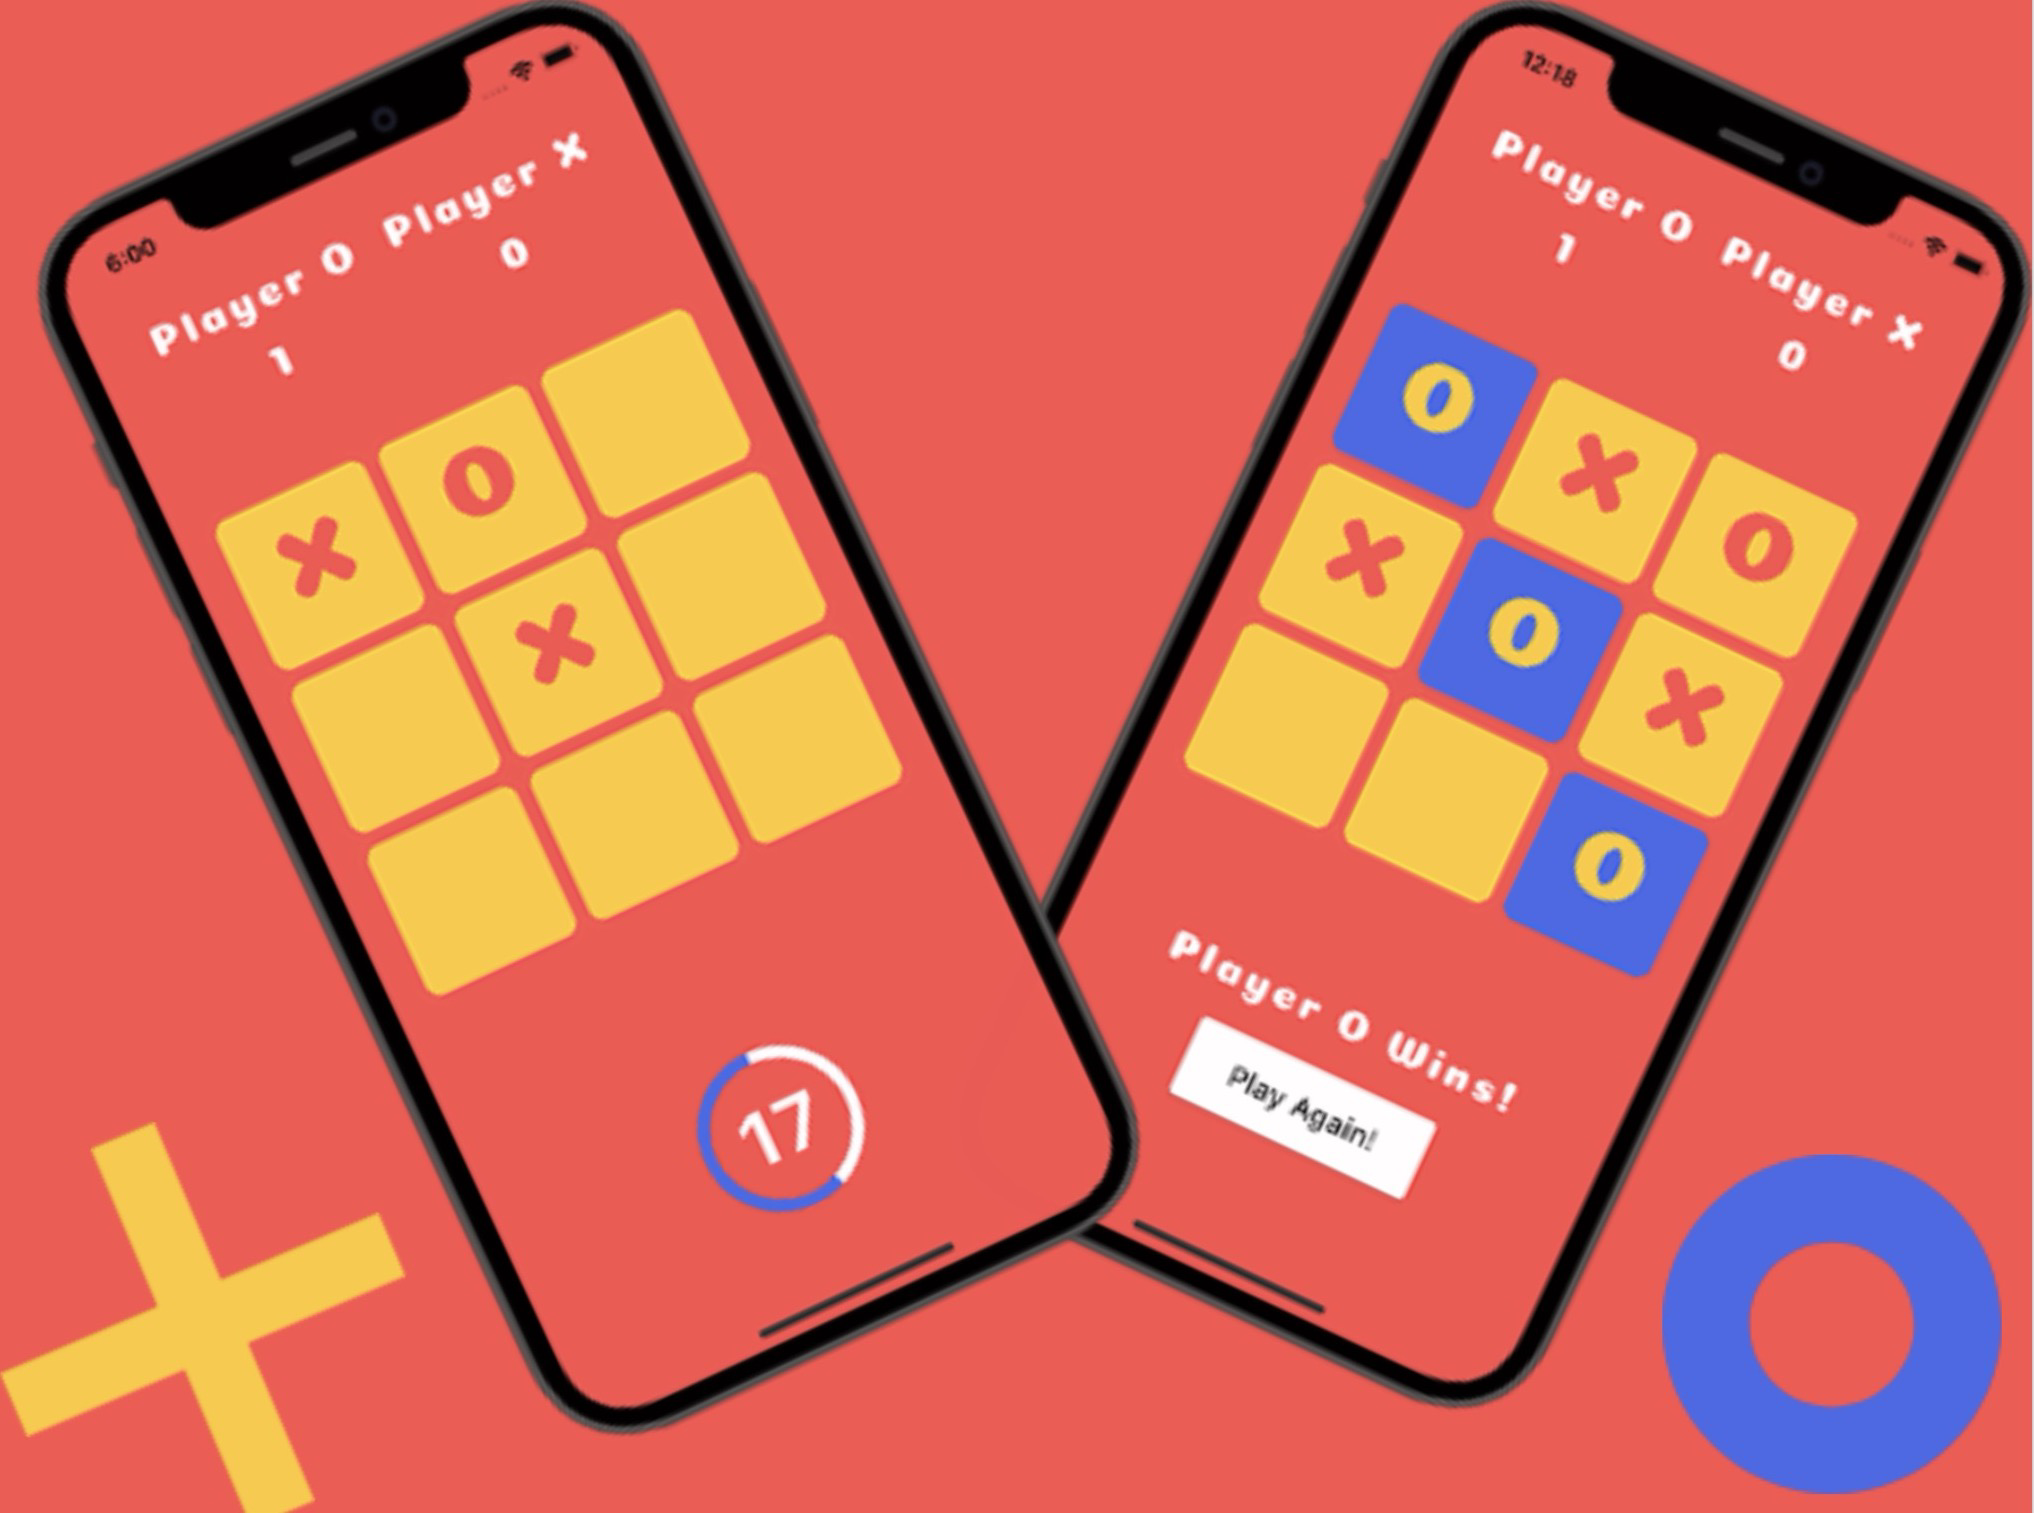 6:00
Player O Player X
1 0
X O
X
17
12:18
Player O Player X
1 0
O X O
X O X
O
Player O Wins!
Play Again!